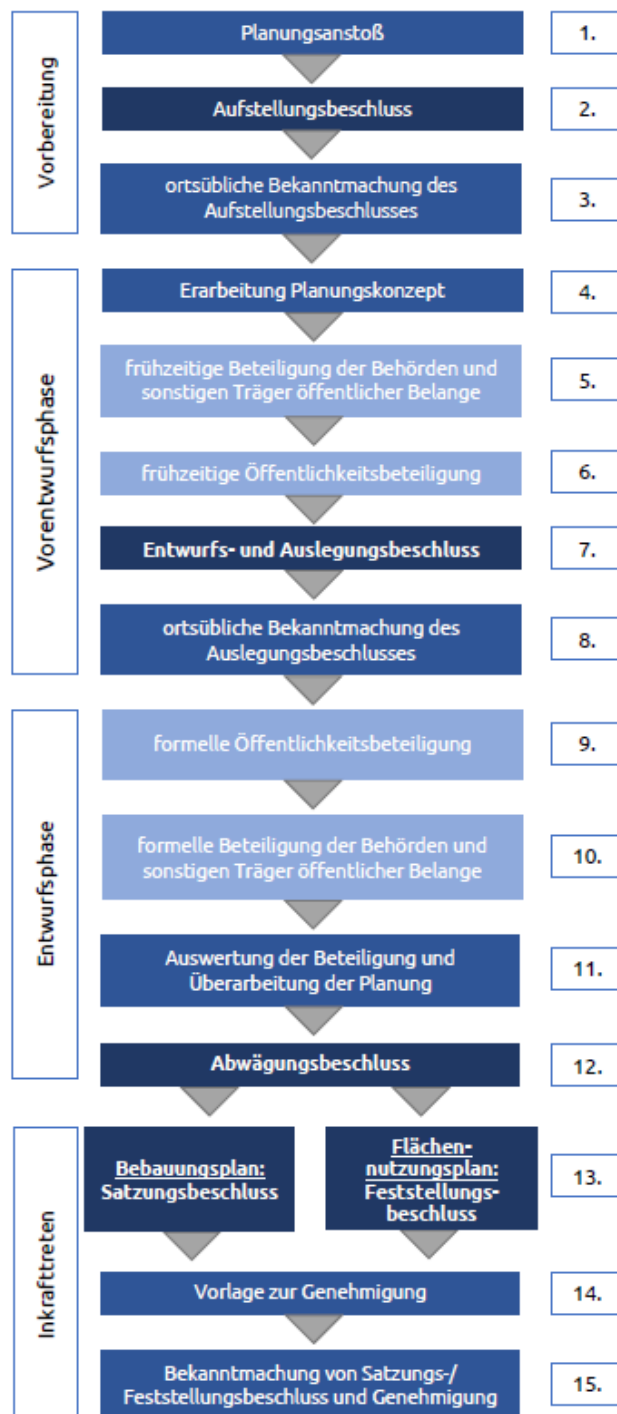 Vorbereitung
Planungsanstoß
1.
Aufstellungsbeschluss
2.
ortsübliche Bekanntmachung des
Aufstellungsbeschlusses
3.
Vorentwurfsphase
Erarbeitung Planungskonzept
4.
frühzeitige Beteiligung der Behörden und
sonstigen Träger öffentlicher Belange
5.
frühzeitige Öffentlichkeitsbeteiligung
6.
Entwurfs- und Auslegungsbeschluss
7.
ortsübliche Bekanntmachung des
Auslegungsbeschlusses
8.
Entwurfsphase
formelle Öffentlichkeitsbeteiligung
9.
formelle Beteiligung der Behörden und
sonstigen Träger öffentlicher Belange
10.
Auswertung der Beteiligung und
Überarbeitung der Planung
11.
Abwägungsbeschluss
12.
Inkrafttreten
Bebauungsplan:
Satzungsbeschluss
Flächen-
nutzungsplan:
Feststellungs-
beschluss
13.
Vorlage zur Genehmigung
14.
Bekanntmachung von Satzungs-/
Feststellungsbeschluss und Genehmigung
15.